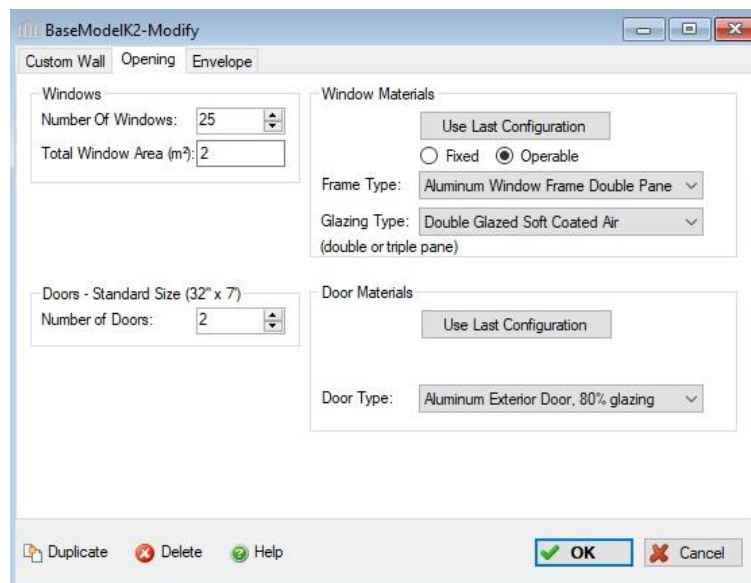 BaseModelK2-Modify
Custom Wall Opening Envelope
Windows
Number Of Windows: 25
Total Window Area (m²): 2
Window Materials
Use Last Configuration
Fixed Operable
Frame Type: Aluminum Window Frame Double Pane
Glazing Type: Double Glazed Soft Coated Air
(double or triple pane)
Doors - Standard Size (32" x 7')
Number of Doors: 2
Door Materials
Use Last Configuration
Door Type: Aluminum Exterior Door, 80% glazing
Duplicate Delete Help OK Cancel